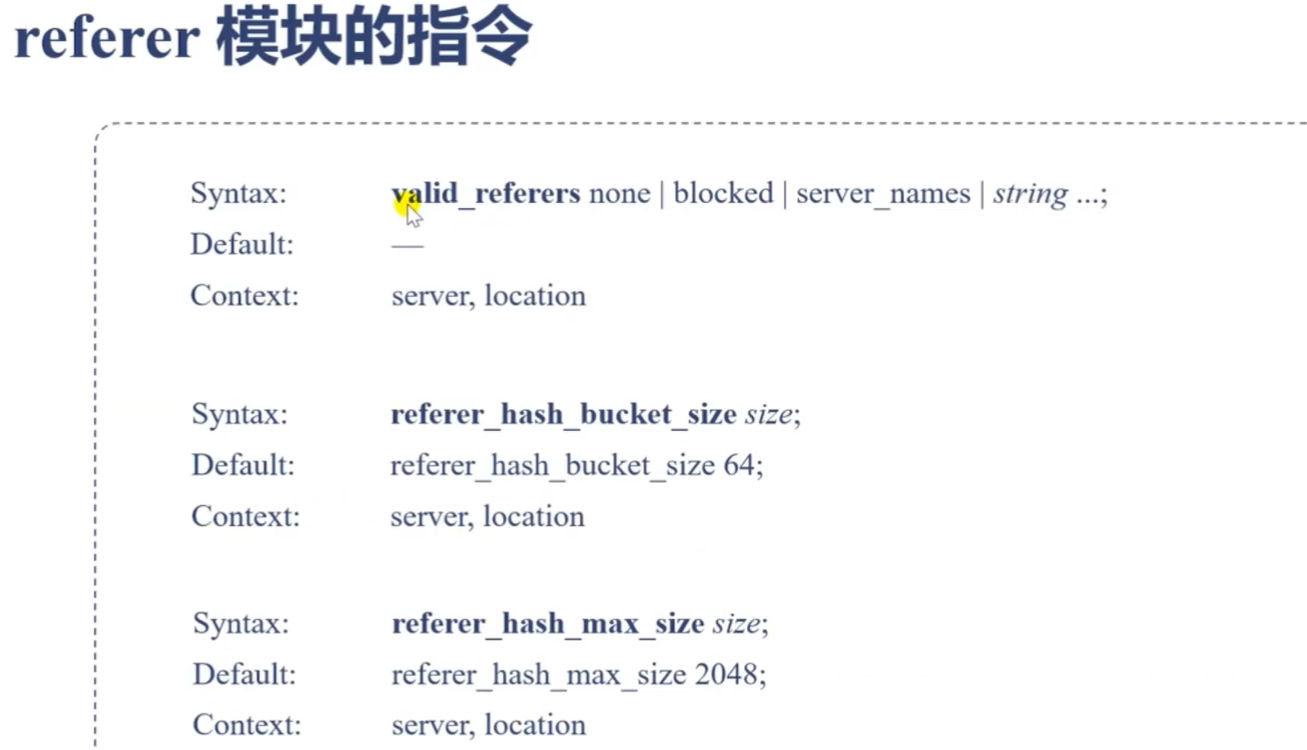 referer 模块的指令
Syntax: valid_referers none | blocked | server_names | string ...;
Default: —
Context: server, location
Syntax: referer_hash_bucket_size size;
Default: referer_hash_bucket_size 64;
Context: server, location
Syntax: referer_hash_max_size size;
Default: referer_hash_max_size 2048;
Context: server, location